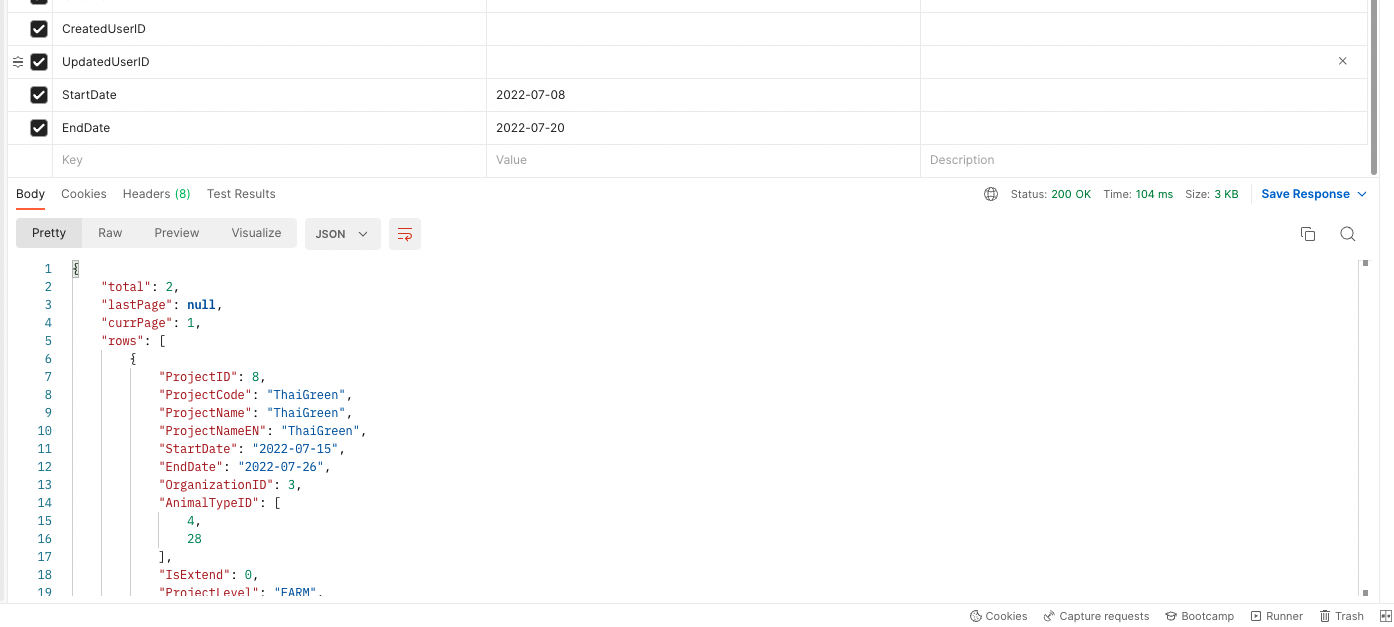 CreatedUserID
UpdatedUserID
StartDate 2022-07-08
EndDate 2022-07-20
Key Value Description
Body Cookies Headers (8) Test Results Status: 200 OK Time: 104 ms Size: 3 KB Save Response
Pretty Raw Preview Visualize JSON
1 {
2 "total": 2,
3 "lastPage": null,
4 "currPage": 1,
5 "rows": [
6 {
7 "ProjectID": 8,
8 "ProjectCode": "ThaiGreen",
9 "ProjectName": "ThaiGreen",
10 "ProjectNameEN": "ThaiGreen",
11 "StartDate": "2022-07-15",
12 "EndDate": "2022-07-26",
13 "OrganizationID": 3,
14 "AnimalTypeID": [
15 4,
16 28
17 ],
18 "IsExtend": 0,
19 "ProjectLevel": "FARM",
Cookies Capture requests Bootcamp Runner Trash